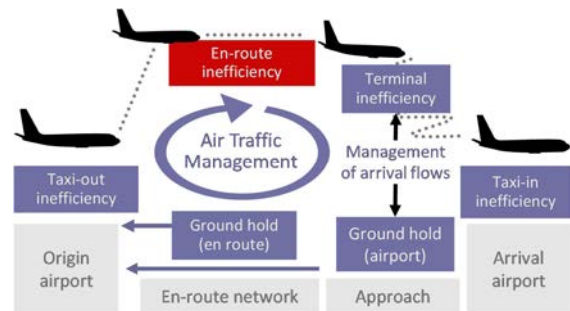 En-route
inefficiency
Terminal
inefficiency
Air Traffic
Management
Management
of arrival flows
Taxi-out
inefficiency
Taxi-in
inefficiency
Ground hold
(en route)
Ground hold
(airport)
Origin
airport
Arrival
airport
En-route network
Approach